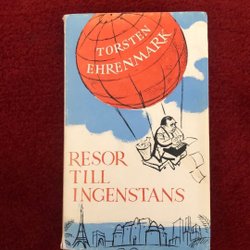 TORSTEN
EHRENMARK
RESOR
TILL
INGENSTANS